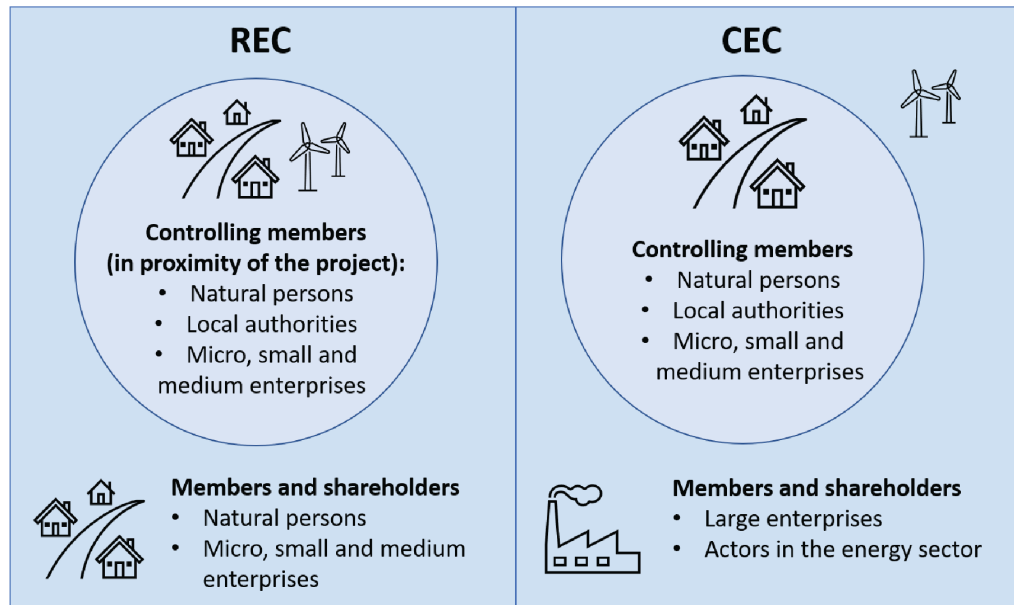 REC
Controlling members
(in proximity of the project):
• Natural persons
• Local authorities
• Micro, small and
medium enterprises
Members and shareholders
• Natural persons
• Micro, small and medium
enterprises
CEC
Controlling members
• Natural persons
• Local authorities
• Micro, small and
medium enterprises
Members and shareholders
• Large enterprises
• Actors in the energy sector